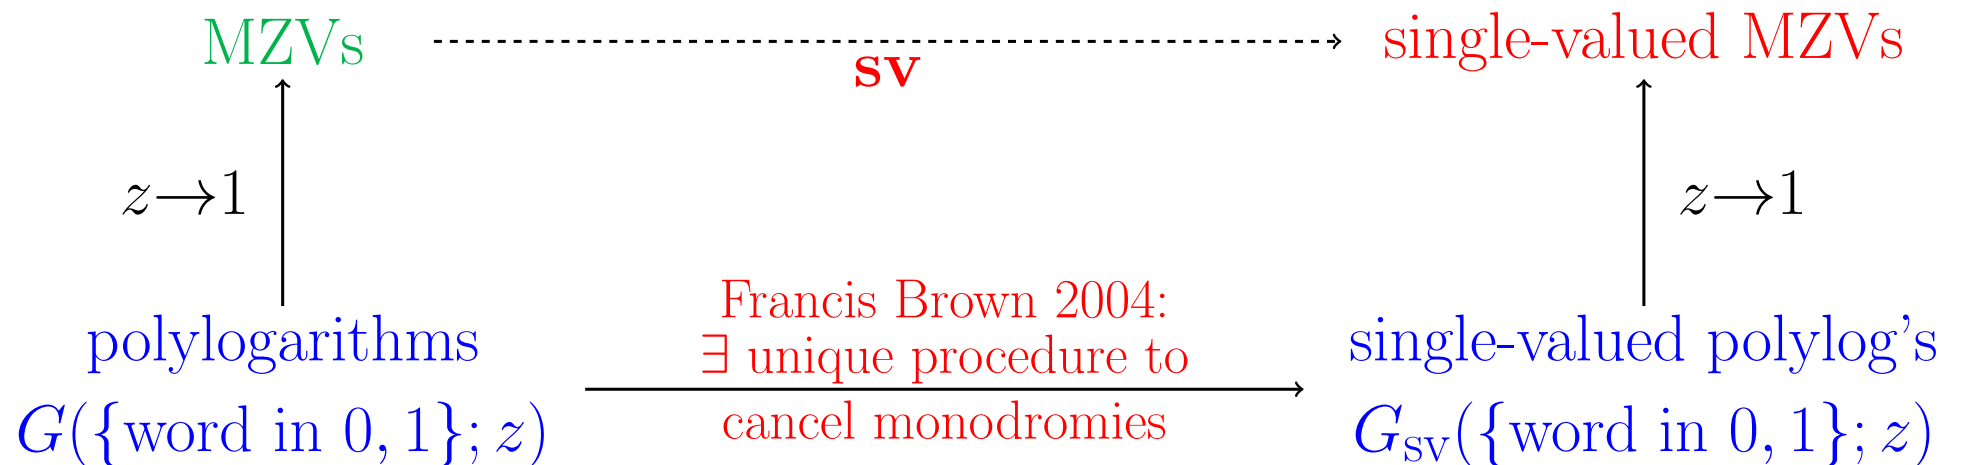 MZVs
single-valued MZVs
sv
z→1
z→1
Francis Brown 2004:
∃ unique procedure to
cancel monodromies
polylogarithms
G({word in 0, 1}; z)
single-valued polylog's
G_sv({word in 0, 1}; z)